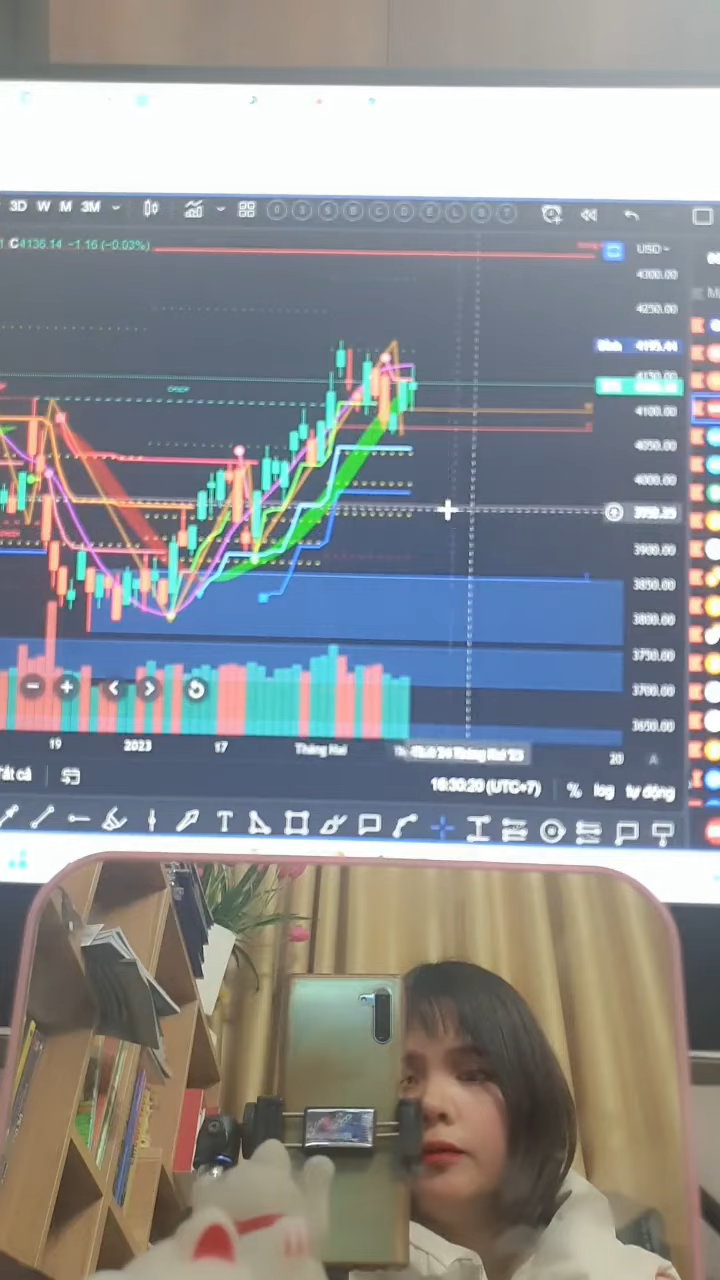 3D W M 3M
C4136.14 −1.16 (−0.03%)
USD
4300.00
4250.00
4150.00
4100.00
4050.00
4000.00
3900.00
3850.00
3800.00
3750.00
3700.00
3650.00
19 2023 17 Tháng Hai 20
Tất cả
16:30:20 (UTC+7) % log tự động
T